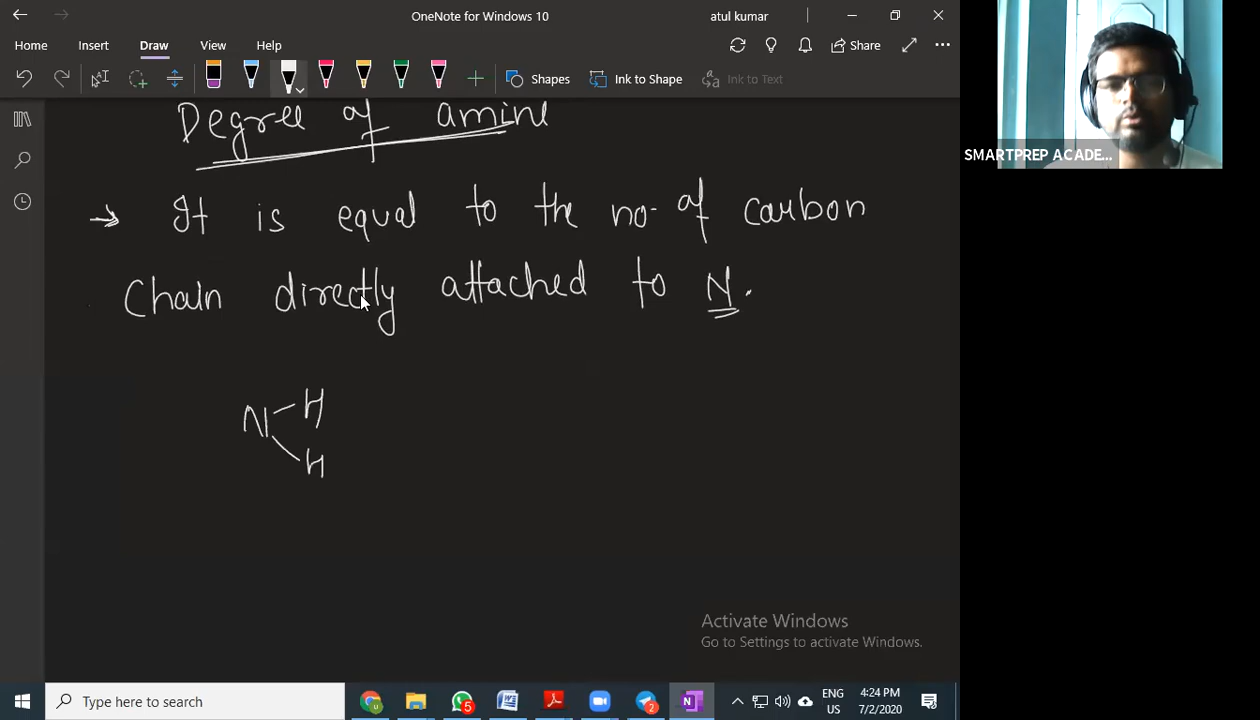 OneNote for Windows 10
atul kumar
Home Insert Draw View Help
Share
Shapes Ink to Shape Ink to Text
SMARTPREP ACADE...
Degree of amine
→ It is equal to the no. of carbon
Chain directly attached to N.
N H
H
Activate Windows
Go to Settings to activate Windows.
Type here to search
5
2
ENG
US
4:24 PM
7/2/2020